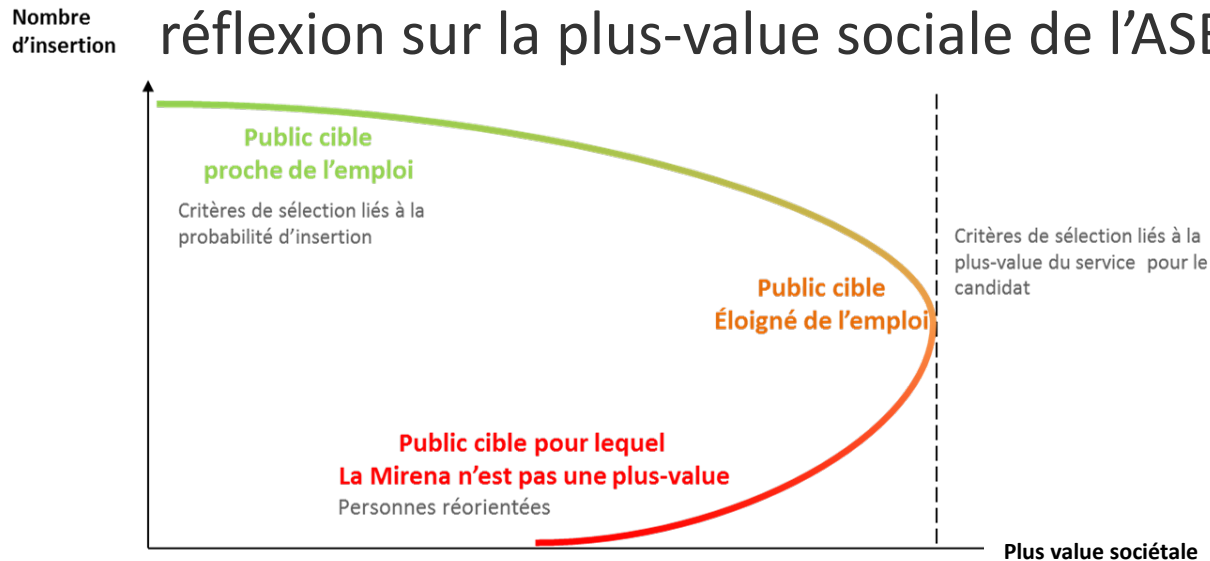 Nombre
d'insertion
réflexion sur la plus-value sociale de l'ASB
Public cible
proche de l'emploi
Critères de sélection liés à la
probabilité d'insertion
Critères de sélection liés à la
plus-value du service pour le
candidat
Public cible
Éloigné de l'emploi
Public cible pour lequel
La Mirena n'est pas une plus-value
Personnes réorientées
Plus value sociétale